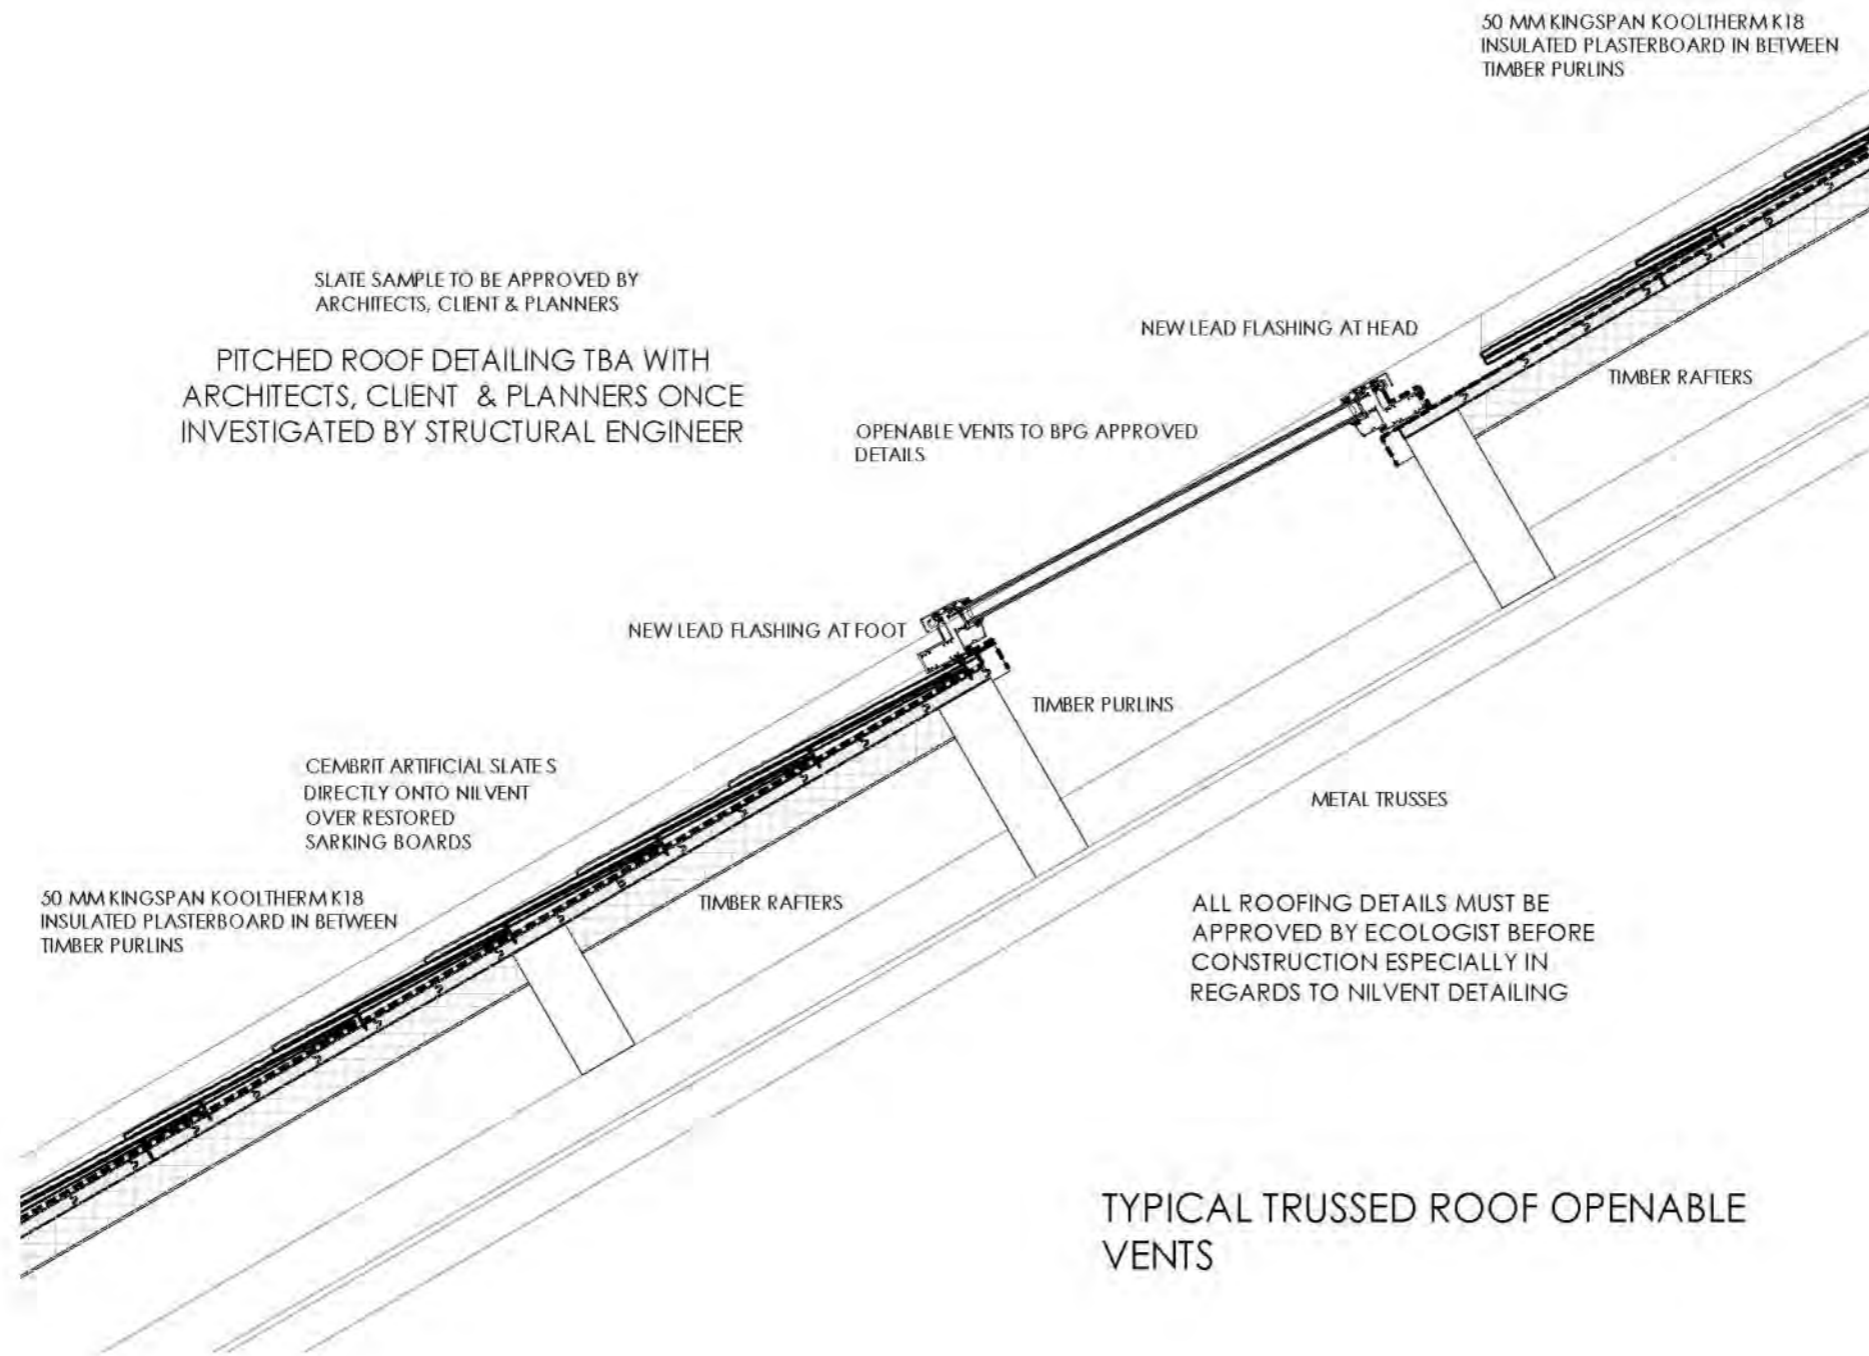 50 MM KINGSPAN KOOLTHERM K18
INSULATED PLASTERBOARD IN BETWEEN
TIMBER PURLINS
SLATE SAMPLE TO BE APPROVED BY
ARCHITECTS, CLIENT & PLANNERS
PITCHED ROOF DETAILING TBA WITH
ARCHITECTS, CLIENT & PLANNERS ONCE
INVESTIGATED BY STRUCTURAL ENGINEER
NEW LEAD FLASHING AT HEAD
TIMBER RAFTERS
OPENABLE VENTS TO BPG APPROVED
DETAILS
NEW LEAD FLASHING AT FOOT
TIMBER PURLINS
CEMBRIT ARTIFICIAL SLATES
DIRECTLY ONTO NILVENT
OVER RESTORED
SARKING BOARDS
METAL TRUSSES
50 MM KINGSPAN KOOLTHERM K18
INSULATED PLASTERBOARD IN BETWEEN
TIMBER PURLINS
TIMBER RAFTERS
ALL ROOFING DETAILS MUST BE
APPROVED BY ECOLOGIST BEFORE
CONSTRUCTION ESPECIALLY IN
REGARDS TO NILVENT DETAILING
TYPICAL TRUSSED ROOF OPENABLE
VENTS